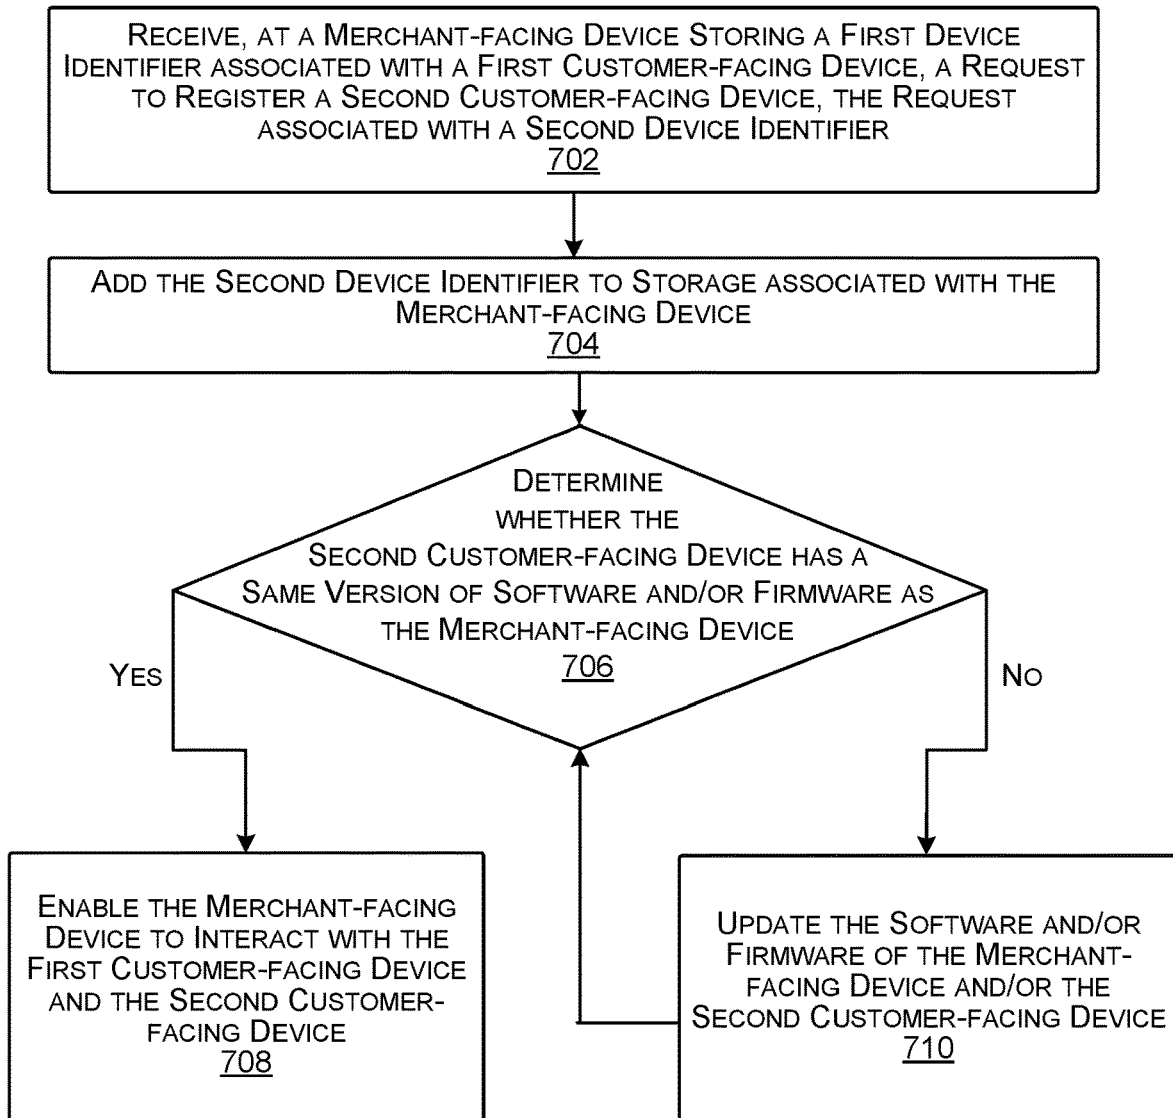 RECEIVE, AT A MERCHANT-FACING DEVICE STORING A FIRST DEVICE
IDENTIFIER ASSOCIATED WITH A FIRST CUSTOMER-FACING DEVICE, A REQUEST
TO REGISTER A SECOND CUSTOMER-FACING DEVICE, THE REQUEST
ASSOCIATED WITH A SECOND DEVICE IDENTIFIER
702
ADD THE SECOND DEVICE IDENTIFIER TO STORAGE ASSOCIATED WITH THE
MERCHANT-FACING DEVICE
704
DETERMINE
WHETHER THE
SECOND CUSTOMER-FACING DEVICE HAS A
SAME VERSION OF SOFTWARE AND/OR FIRMWARE AS
THE MERCHANT-FACING DEVICE
706
YES
NO
ENABLE THE MERCHANT-FACING
DEVICE TO INTERACT WITH THE
FIRST CUSTOMER-FACING DEVICE
AND THE SECOND CUSTOMER-
FACING DEVICE
708
UPDATE THE SOFTWARE AND/OR
FIRMWARE OF THE MERCHANT-
FACING DEVICE AND/OR THE
SECOND CUSTOMER-FACING DEVICE
710